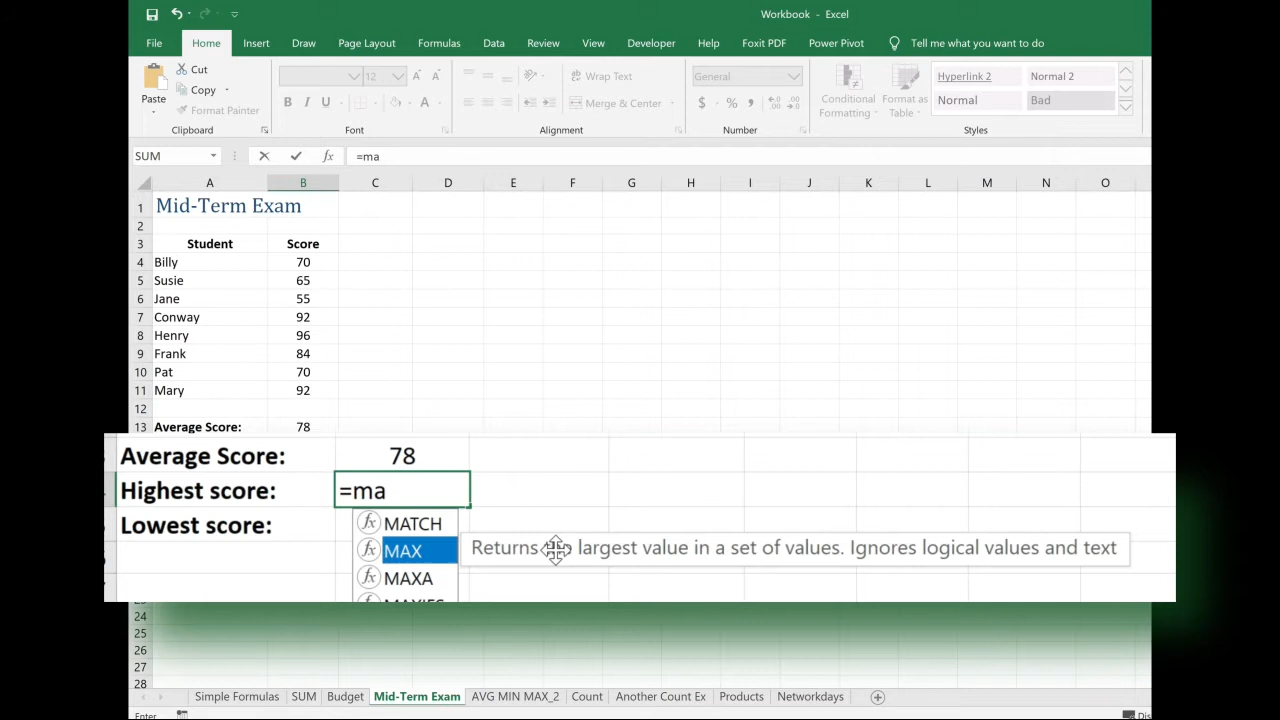 Workbook - Excel
File Home Insert Draw Page Layout Formulas Data Review View Developer Help Foxit PDF Power Pivot Tell me what you want to do
Paste
Cut
Copy
Format Painter
Clipboard
12
B I U
Font
Wrap Text
Merge & Center
Alignment
General
$ % ,
Number
Conditional
Formatting
Format as
Table
Hyperlink 2 Normal 2
Normal Bad
Styles
SUM fx =ma
A B C D E F G H I J K L M N O
1 Mid-Term Exam
2
3 Student Score
4 Billy 70
5 Susie 65
6 Jane 55
7 Conway 92
8 Henry 96
9 Frank 84
10 Pat 70
11 Mary 92
12
13 Average Score: 78
Average Score: 78
Highest score: =ma
Lowest score:
fx MATCH
fx MAX Returns largest value in a set of values. Ignores logical values and text
fx MAXA
24
25
26
27
28
Simple Formulas SUM Budget Mid-Term Exam AVG MIN MAX_2 Count Another Count Ex Products Networkdays
Enter